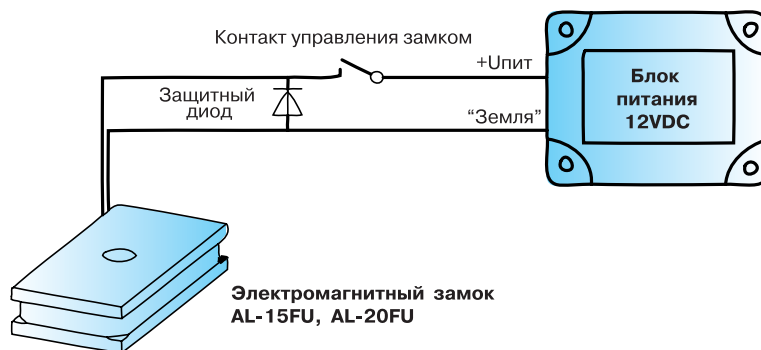 Контакт управления замком
+Uпит
Защитный
диод
“Земля”
Блок
питания
12VDC
Электромагнитный замок
AL-15FU, AL-20FU